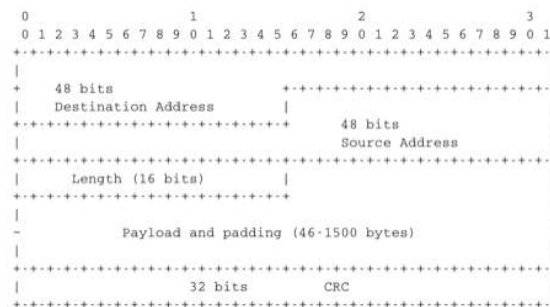 0 1 2 3
0 1 2 3 4 5 6 7 8 9 0 1 2 3 4 5 6 7 8 9 0 1 2 3 4 5 6 7 8 9 0 1
48 bits
Destination Address
48 bits
Source Address
Length (16 bits)
Payload and padding (46-1500 bytes)
32 bits CRC